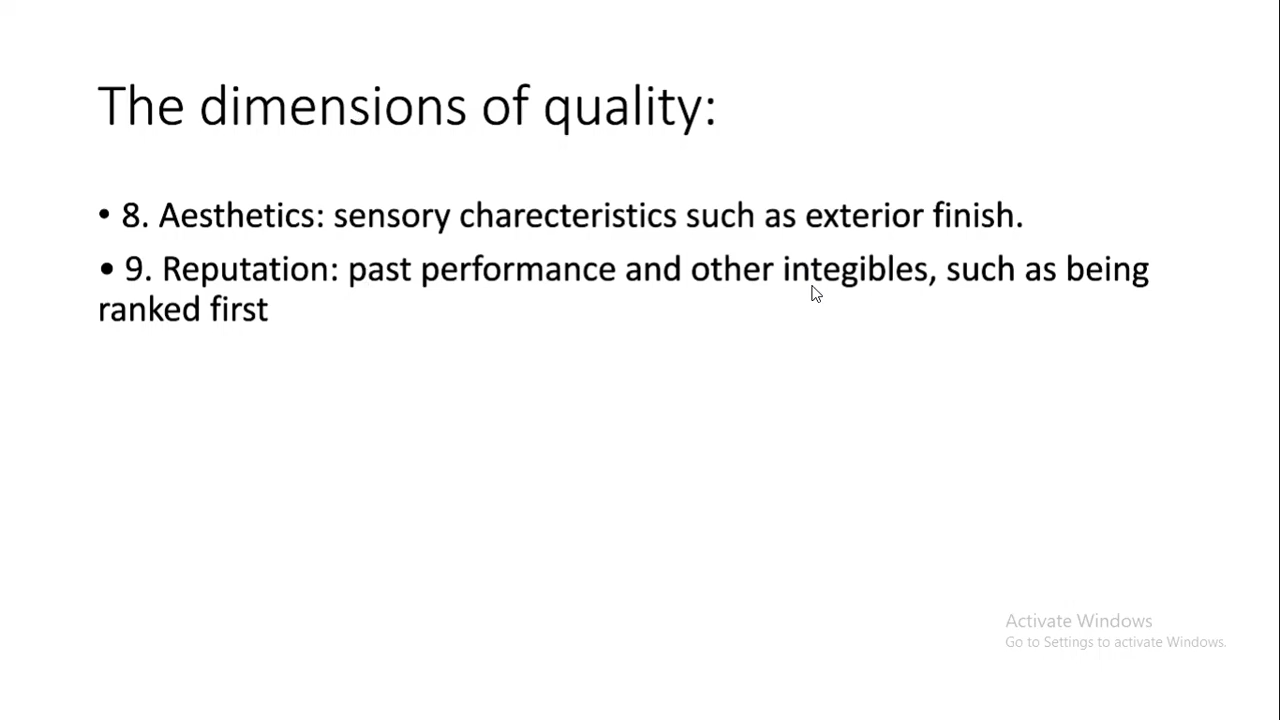 The dimensions of quality:
• 8. Aesthetics: sensory charecteristics such as exterior finish.
• 9. Reputation: past performance and other integibles, such as being
ranked first
Activate Windows
Go to Settings to activate Windows.